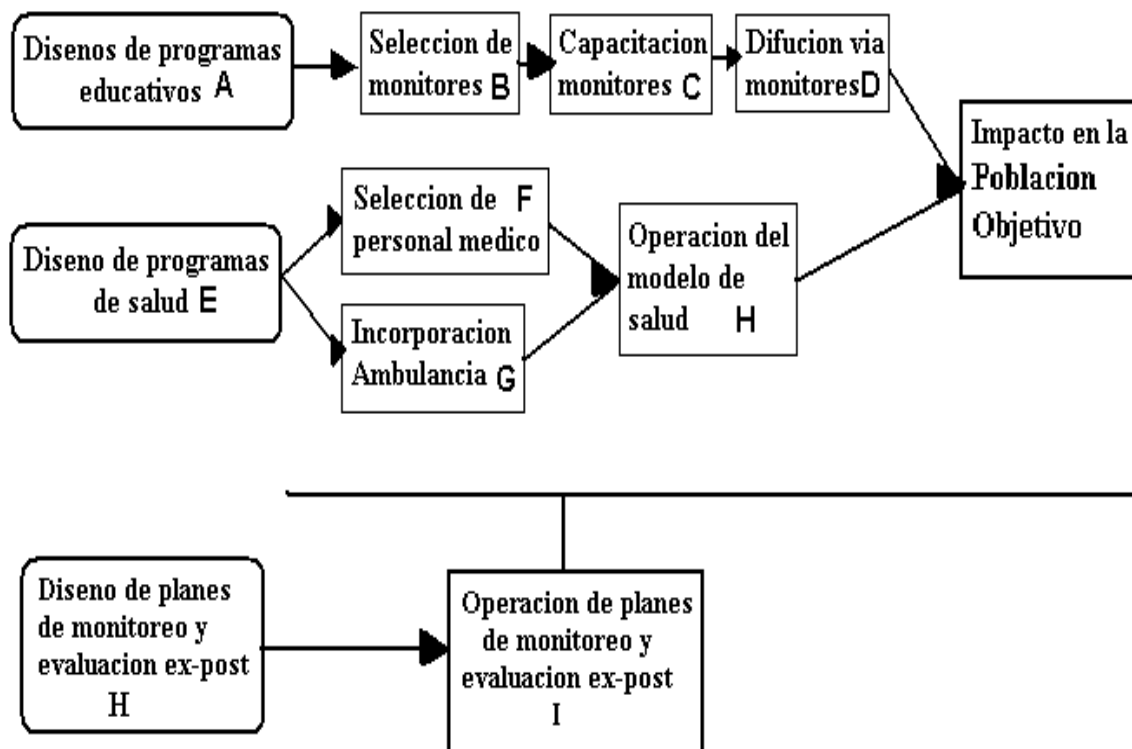 Disenos de programas
educativos A
Seleccion de
monitores B
Capacitacion
monitores C
Difucion via
monitoresD
Impacto en la
Poblacion
Objetivo
Diseno de programas
de salud E
Seleccion de F
personal medico
Incorporacion
Ambulancia G
Operacion del
modelo de
salud H
Diseno de planes
de monitoreo y
evaluacion ex-post
H
Operacion de planes
de monitoreo y
evaluacion ex-post
I